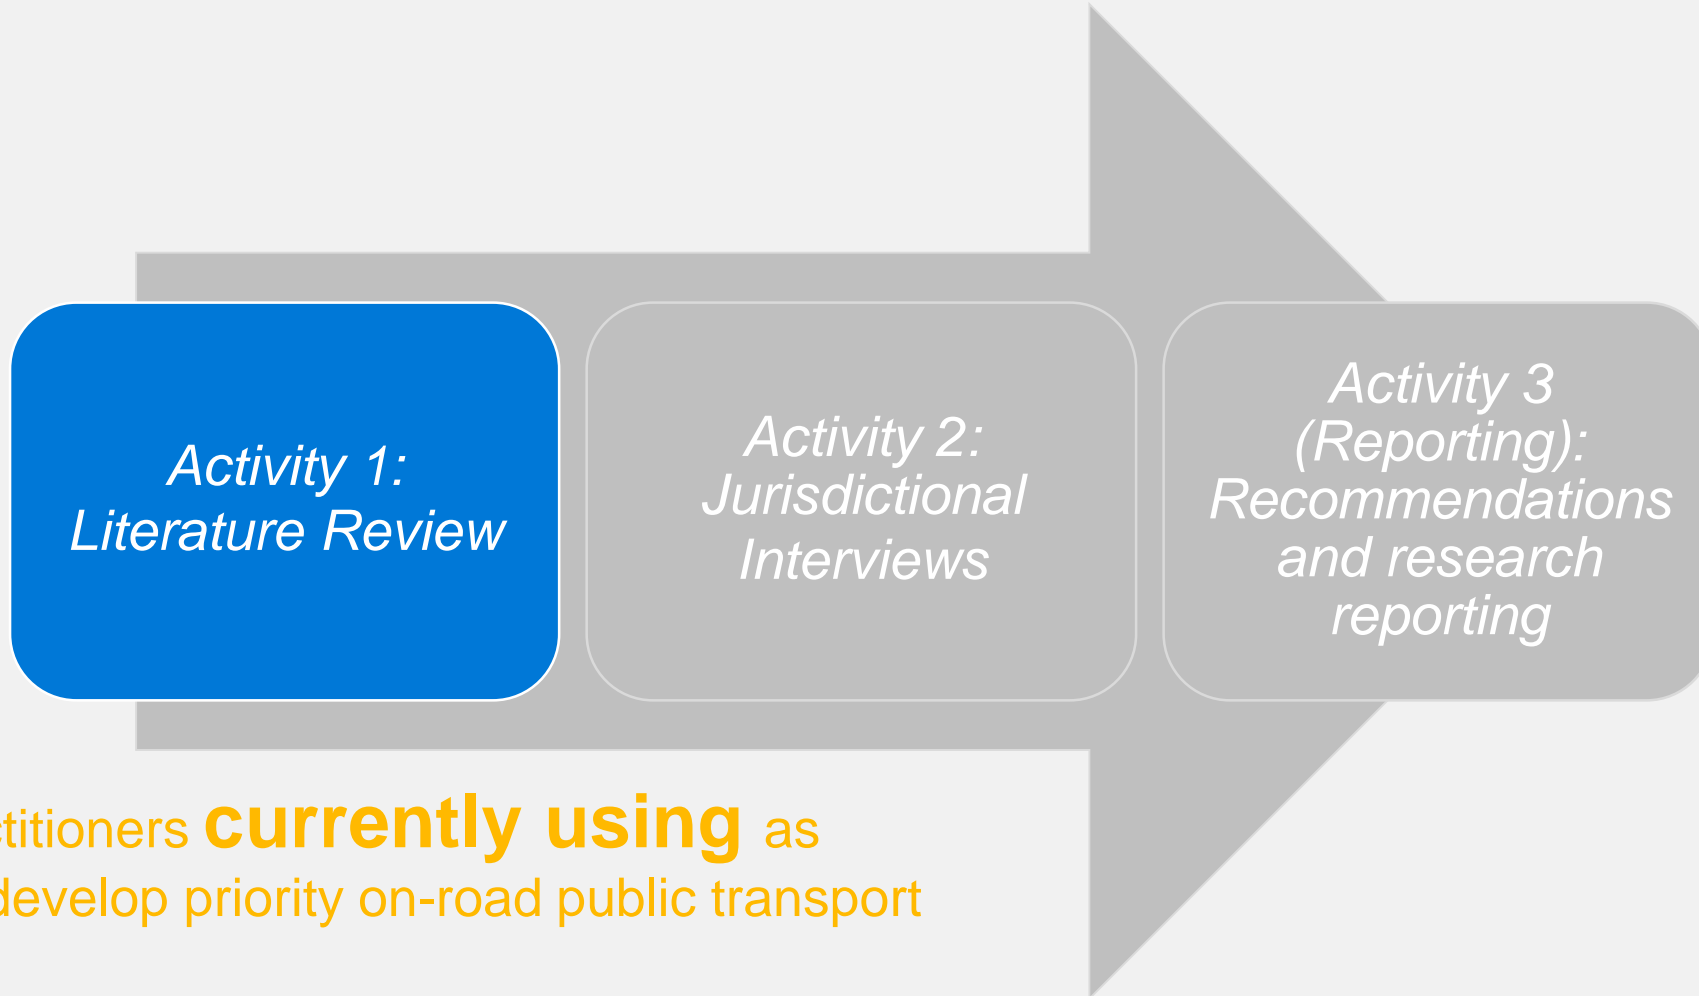 Activity 1:
Literature Review
Activity 2:
Jurisdictional
Interviews
Activity 3
(Reporting):
Recommendations
and research
reporting
currently using as
develop priority on-road public transport